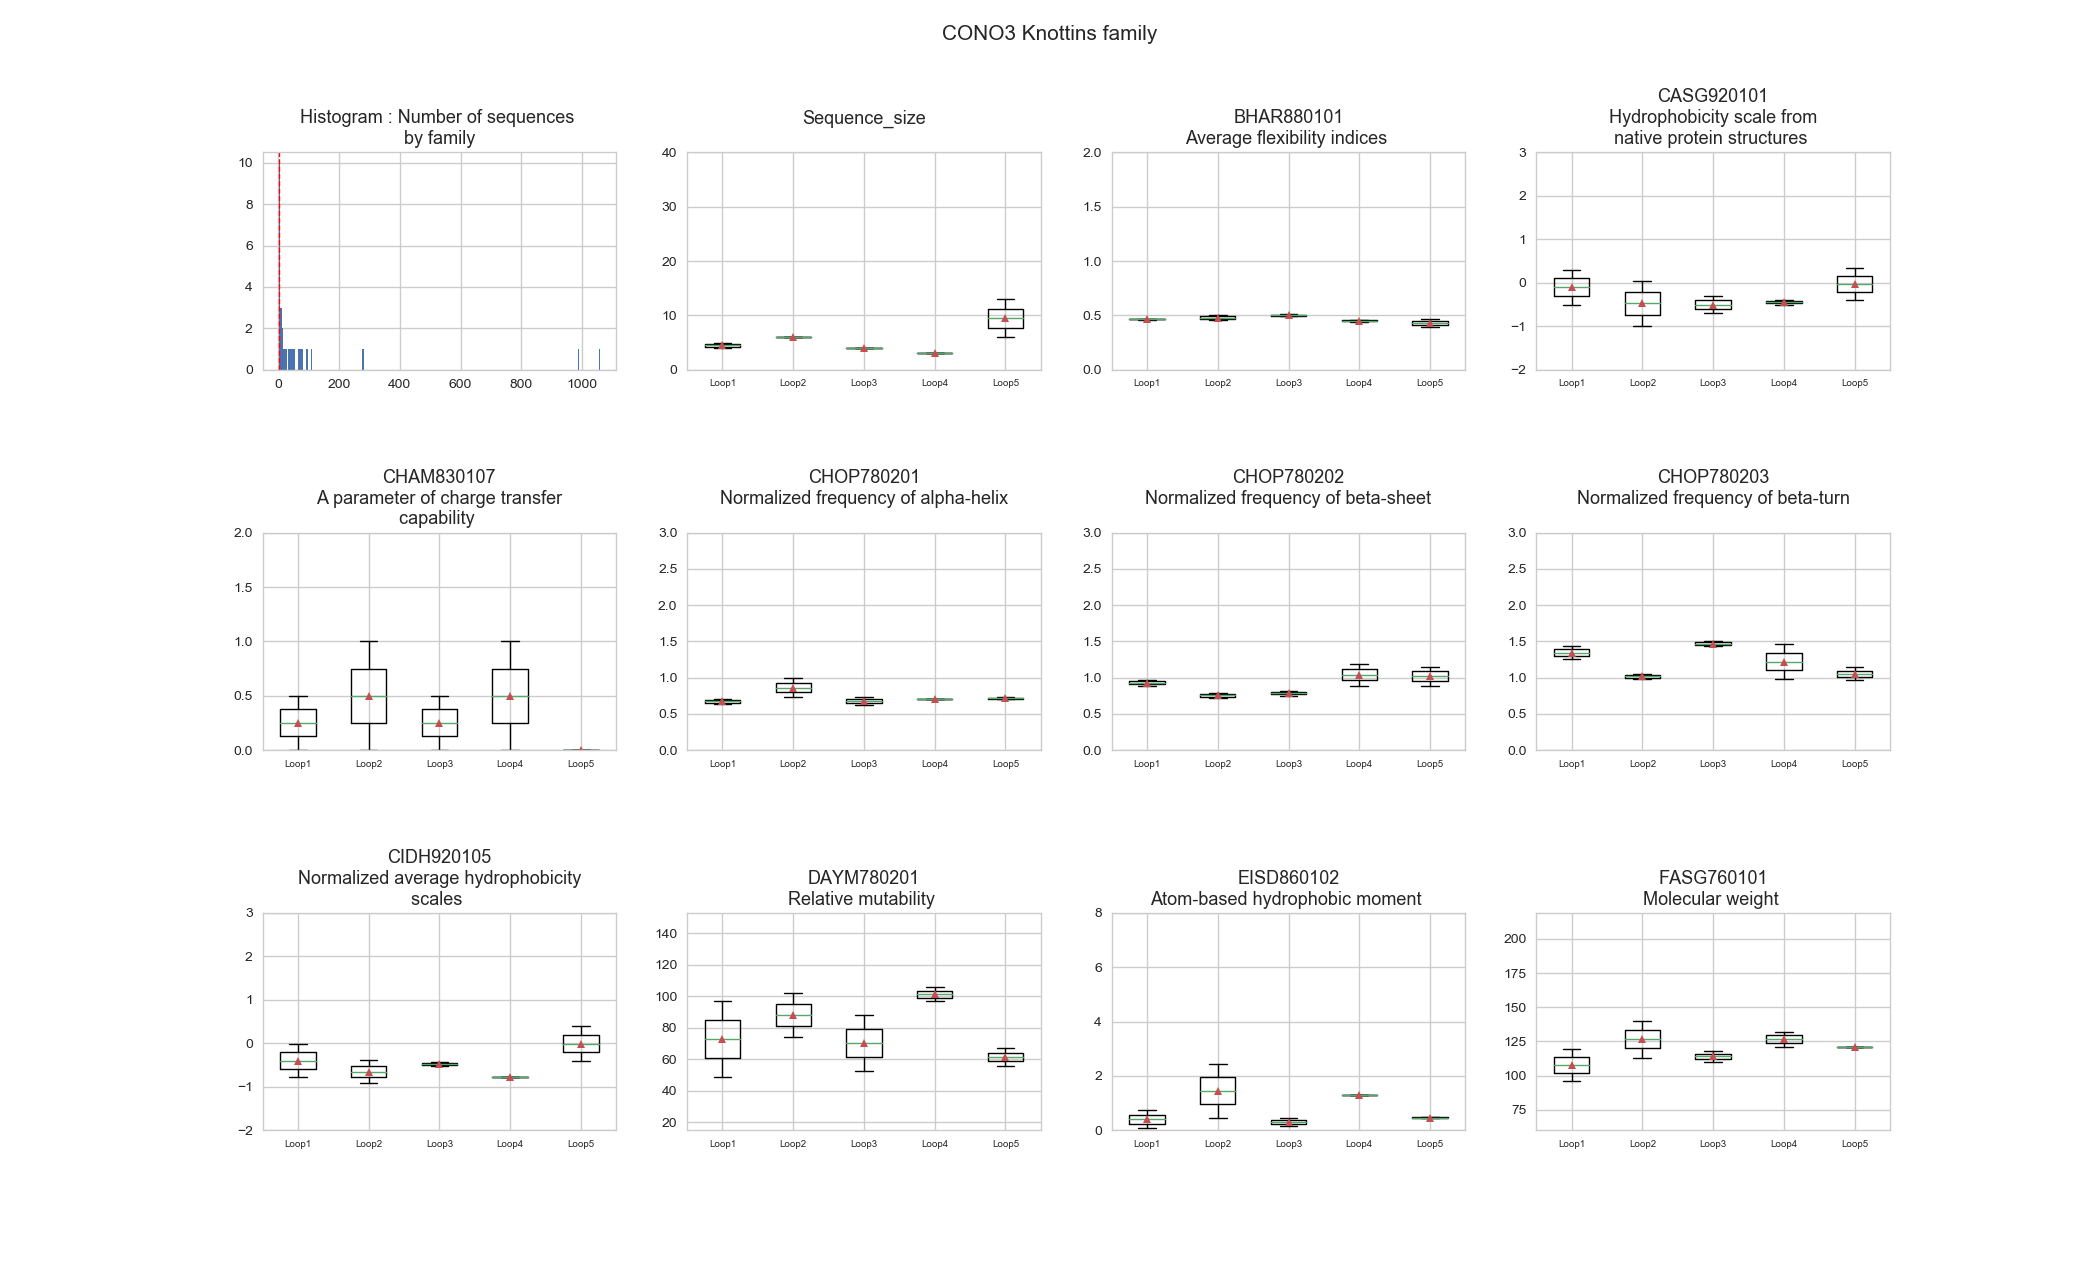 CONO3 Knottins family
Histogram : Number of sequences
by family
10
8
6
4
2
0
0 200 400 600 800 1000
Sequence_size
40
30
20
10
0
Loop1 Loop2 Loop3 Loop4 Loop5
BHAR880101
Average flexibility indices
2.0
1.5
1.0
0.5
0.0
Loop1 Loop2 Loop3 Loop4 Loop5
CASG920101
Hydrophobicity scale from
native protein structures
3
2
1
0
−1
−2
Loop1 Loop2 Loop3 Loop4 Loop5
CHAM830107
A parameter of charge transfer
capability
2.0
1.5
1.0
0.5
0.0
Loop1 Loop2 Loop3 Loop4 Loop5
CHOP780201
Normalized frequency of alpha-helix
3.0
2.5
2.0
1.5
1.0
0.5
0.0
Loop1 Loop2 Loop3 Loop4 Loop5
CHOP780202
Normalized frequency of beta-sheet
3.0
2.5
2.0
1.5
1.0
0.5
0.0
Loop1 Loop2 Loop3 Loop4 Loop5
CHOP780203
Normalized frequency of beta-turn
3.0
2.5
2.0
1.5
1.0
0.5
0.0
Loop1 Loop2 Loop3 Loop4 Loop5
CIDH920105
Normalized average hydrophobicity
scales
3
2
1
0
−1
−2
Loop1 Loop2 Loop3 Loop4 Loop5
DAYM780201
Relative mutability
140
120
100
80
60
40
20
Loop1 Loop2 Loop3 Loop4 Loop5
EISD860102
Atom-based hydrophobic moment
8
6
4
2
0
Loop1 Loop2 Loop3 Loop4 Loop5
FASG760101
Molecular weight
200
175
150
125
100
75
Loop1 Loop2 Loop3 Loop4 Loop5